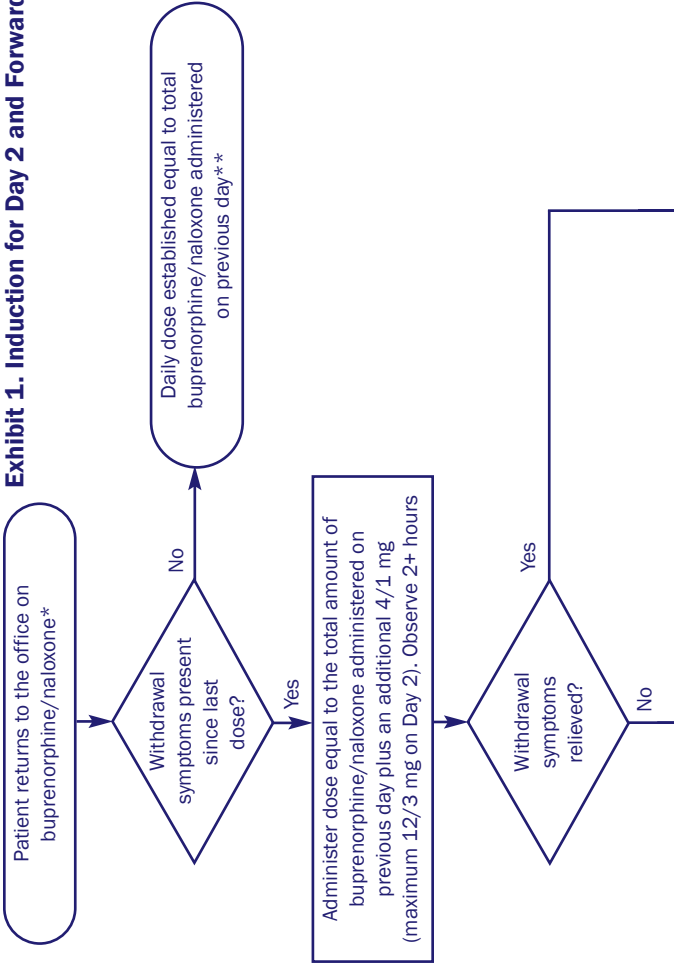 Exhibit 1. Induction for Day 2 and Forward
Patient returns to the office on
buprenorphine/naloxone*
Withdrawal
symptoms present
since last
dose?
No
Daily dose established equal to total
buprenorphine/naloxone administered
on previous day**
Yes
Administer dose equal to the total amount of
buprenorphine/naloxone administered on
previous day plus an additional 4/1 mg
(maximum 12/3 mg on Day 2). Observe 2+ hours
Withdrawal
symptoms
relieved?
Yes
No